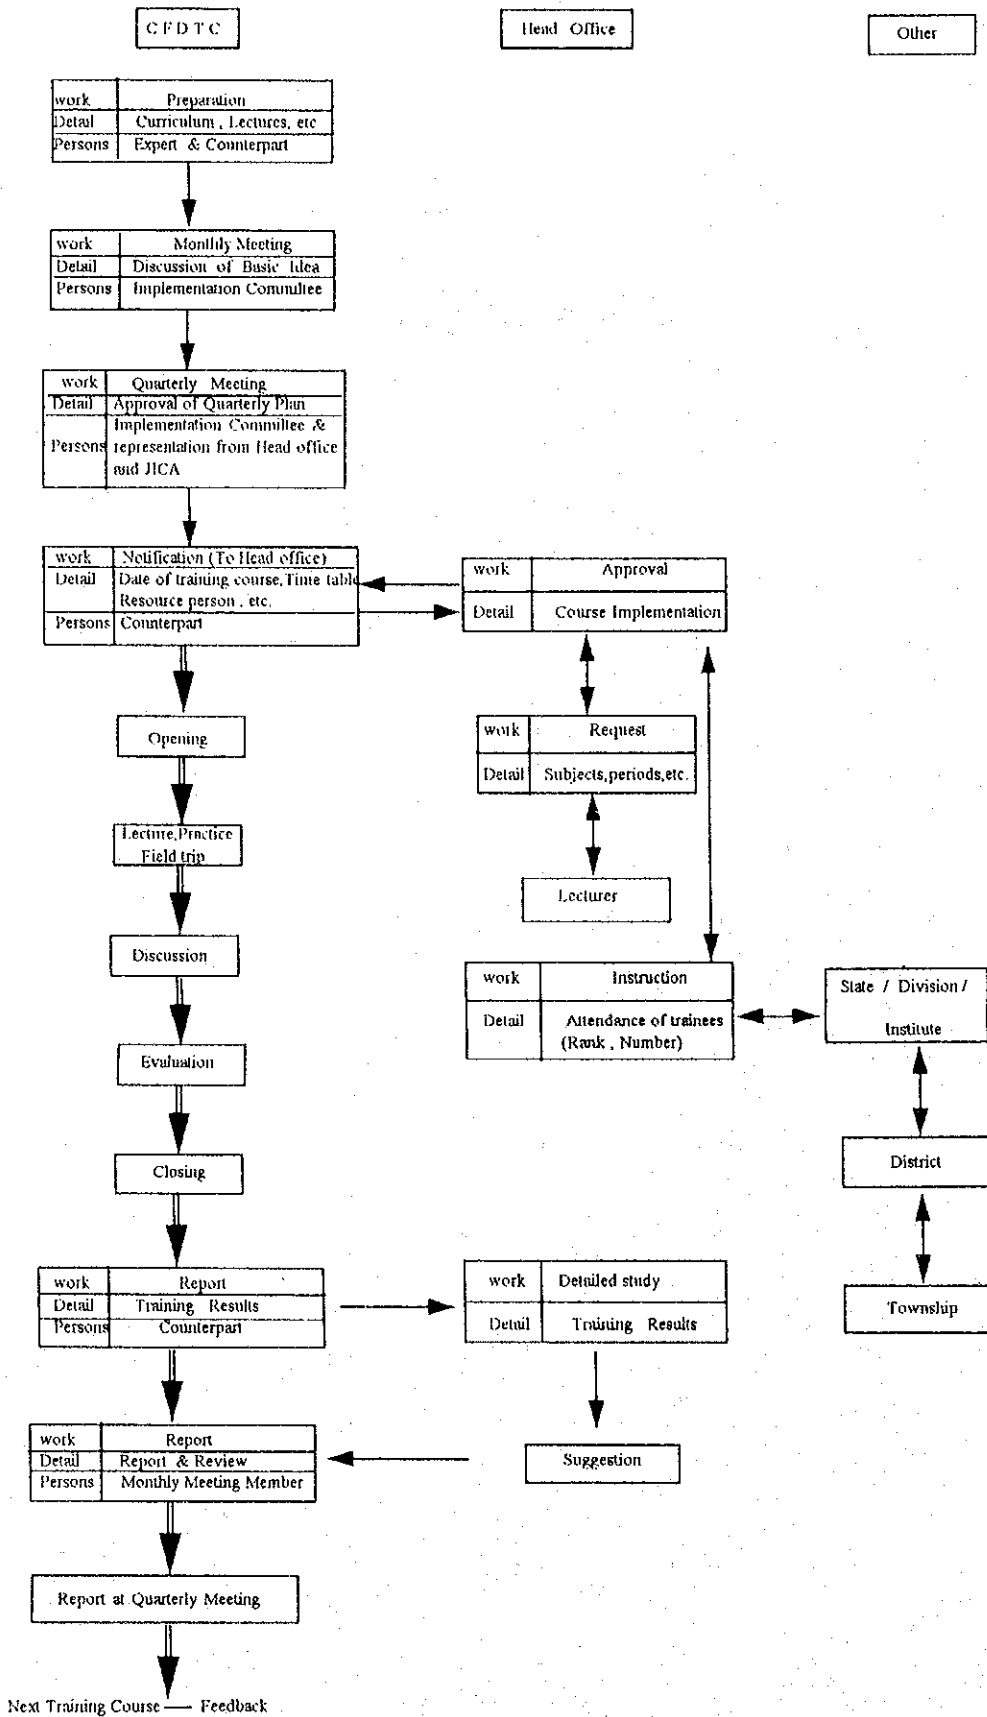 C F D T C
Head Office
Other
work Preparation
Detail Curriculum , Lectures, etc
Persons Expert & Counterpart
work Monthly Meeting
Detail Discussion of Basic Idea
Persons Implementation Committee
work Quarterly Meeting
Detail Approval of Quarterly Plan
Persons Implementation Committee &
representation from Head office
and JICA
work Notification (To Head office)
Detail Date of training course, Time table
Resource person , etc.
Persons Counterpart
work Approval
Detail Course Implementation
Opening
work Request
Detail Subjects,periods,etc.
Lecture,Practice
Field trip
Lecturer
Discussion
work Instruction
Detail Attendance of trainees
(Rank , Number)
State / Division /
Institute
Evaluation
Closing
District
work Report
Detail Training Results
Persons Counterpart
work Detailed study
Detail Training Results
Township
work Report
Detail Report & Review
Persons Monthly Meeting Member
Suggestion
Report at Quarterly Meeting
Next Training Course — Feedback